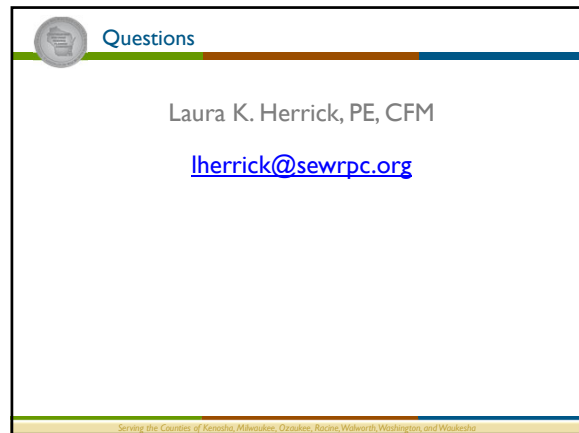 Questions
Laura K. Herrick, PE, CFM
lherrick@sewrpc.org
Serving the Counties of Kenosha, Milwaukee, Ozaukee, Racine, Walworth, Washington, and Waukesha